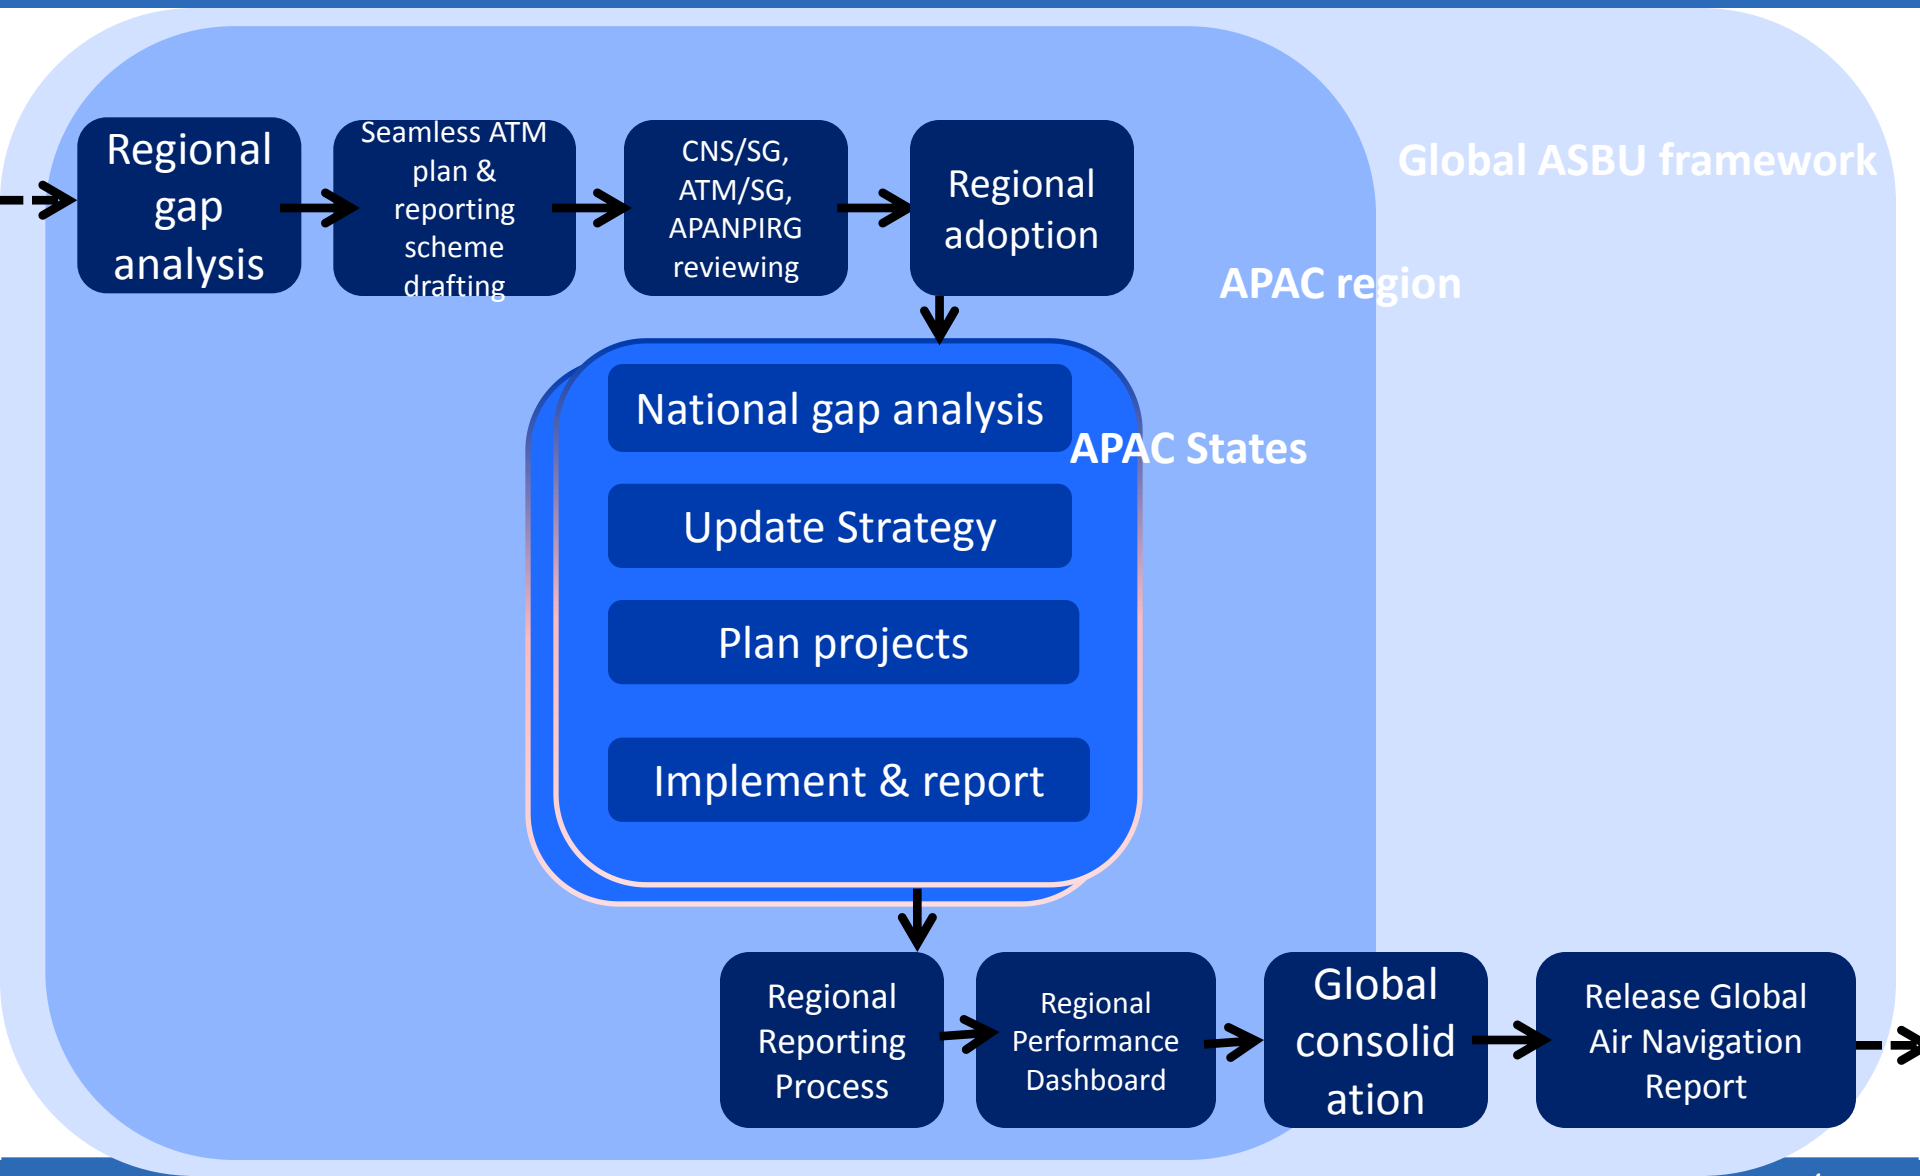 Regional
gap
analysis
Seamless ATM
plan &
reporting
scheme
drafting
CNS/SG,
ATM/SG,
APANPIRG
reviewing
Regional
adoption
Global ASBU framework
APAC region
National gap analysis
APAC States
Update Strategy
Plan projects
Implement & report
Regional
Reporting
Process
Regional
Performance
Dashboard
Global
consolid
ation
Release Global
Air Navigation
Report